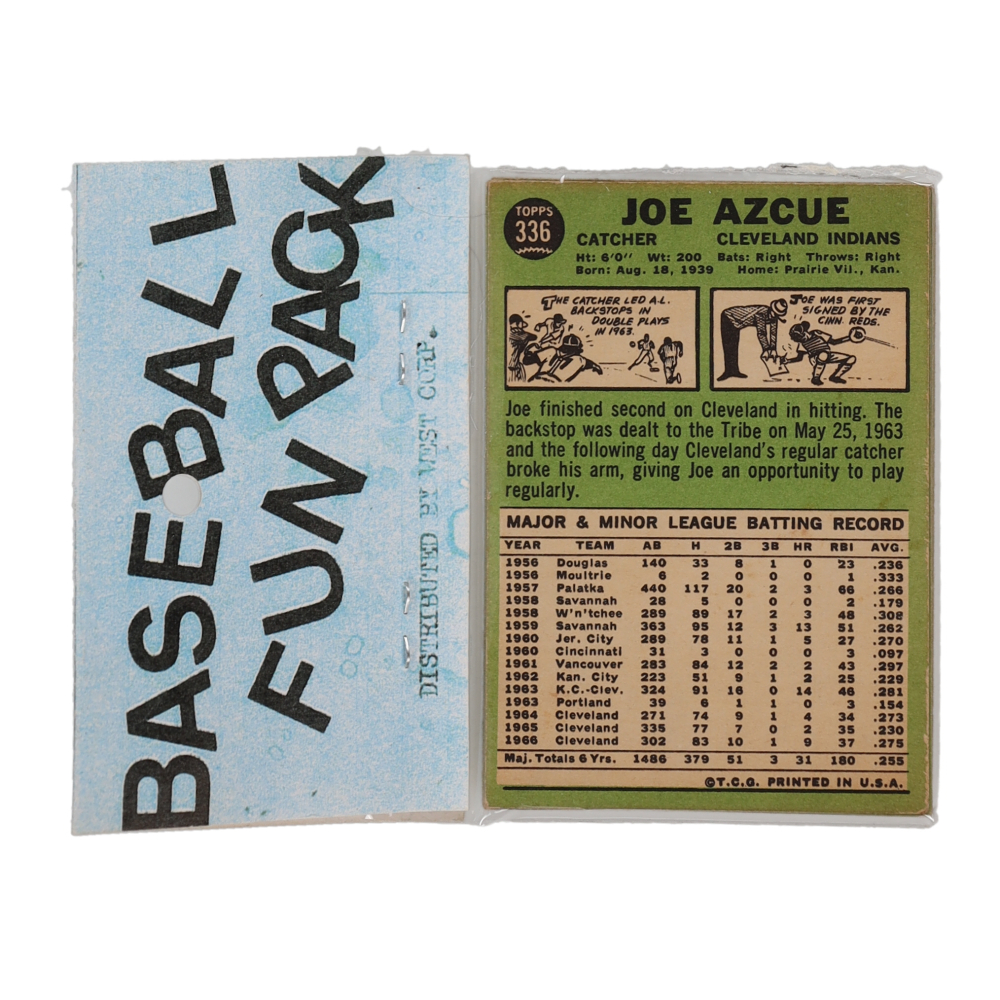 BASEBALL
FUN PACK
DISTRIBUTED BY WEST CORP.
TOPPS
336
JOE AZCUE
CATCHER CLEVELAND INDIANS
Ht: 6'0" Wt: 200 Bats: Right Throws: Right
Born: Aug. 18, 1939 Home: Prairie Vil., Kan.
THE CATCHER LED A.L.
BACKSTOPS IN
DOUBLE PLAYS
IN 1963.
JOE WAS FIRST
SIGNED BY THE
CINN. REDS.
Joe finished second on Cleveland in hitting. The
backstop was dealt to the Tribe on May 25, 1963
and the following day Cleveland's regular catcher
broke his arm, giving Joe an opportunity to play
regularly.
MAJOR & MINOR LEAGUE BATTING RECORD
YEAR TEAM AB H 2B 3B HR RBI AVG.
1956 Douglas 140 33 8 1 0 23 .236
1956 Moultrie 6 2 0 0 0 1 .333
1957 Palatka 440 117 20 2 3 66 .266
1958 Savannah 28 5 0 0 0 2 .179
1958 W'n'tchee 289 89 17 2 3 48 .308
1959 Savannah 363 95 12 3 13 51 .262
1960 Jer. City 289 78 11 1 5 27 .270
1960 Cincinnati 31 3 0 0 0 3 .097
1961 Vancouver 283 84 12 2 2 43 .297
1962 Kan. City 223 51 9 1 2 25 .229
1963 K.C.-Clev. 324 91 16 0 14 46 .281
1963 Portland 39 6 1 1 0 3 .154
1964 Cleveland 271 74 9 1 4 34 .273
1965 Cleveland 335 77 7 0 2 35 .230
1966 Cleveland 302 83 10 1 9 37 .275
Maj. Totals 6 Yrs. 1486 379 51 3 31 180 .255
©T.C.G. PRINTED IN U.S.A.